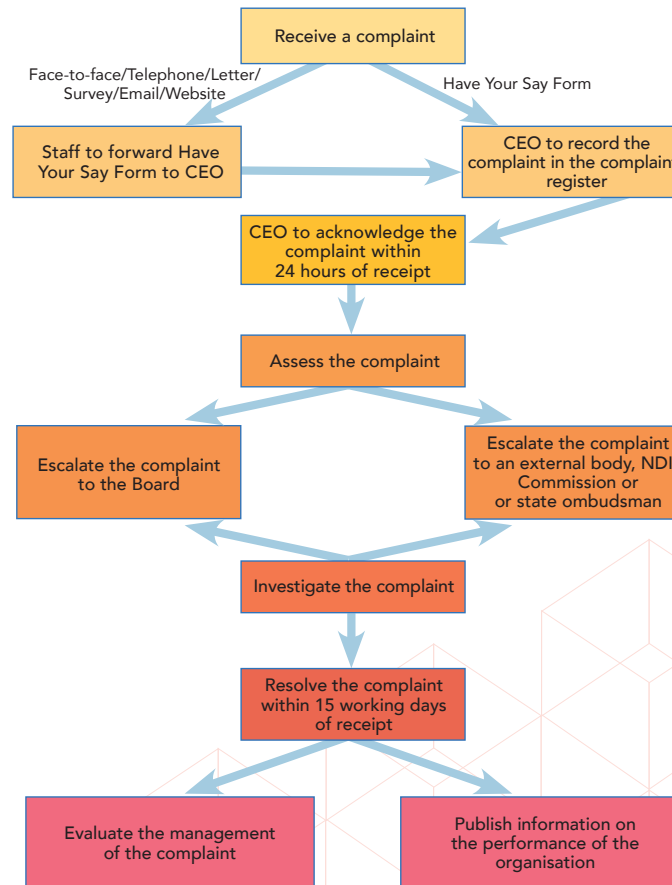 Receive a complaint
Face-to-face/Telephone/Letter/
Survey/Email/Website
Have Your Say Form
Staff to forward Have
Your Say Form to CEO
CEO to record the
complaint in the complaint
register
CEO to acknowledge the
complaint within
24 hours of receipt
Assess the complaint
Escalate the complaint
to the Board
Escalate the complaint
to an external body,
Commission or
or state ombudsman
Investigate the complaint
Resolve the complaint
within 15 working days
of receipt
Evaluate the management
of the complaint
Publish information on
the performance of the
organisation